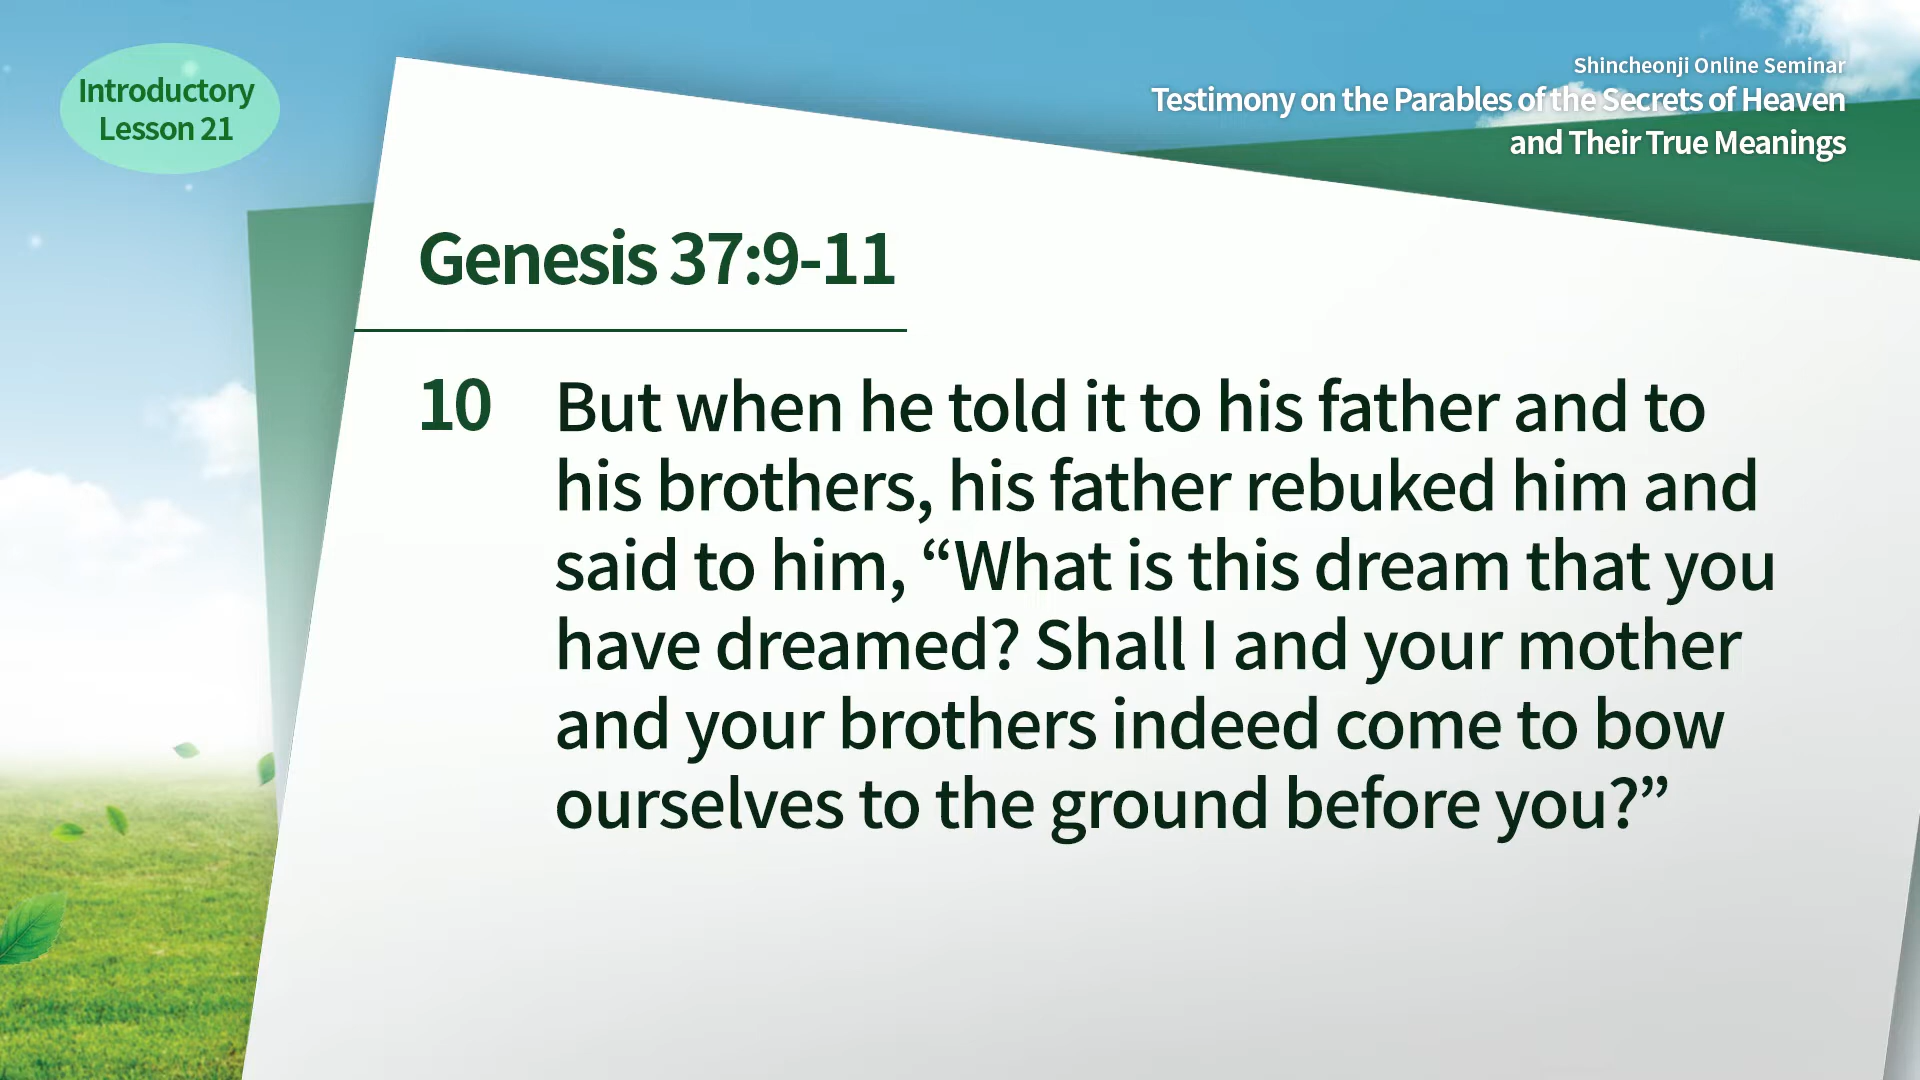 Introductory
Lesson 21
Shincheonji Online Seminar
Testimony on the Parables of the Secrets of Heaven
and Their True Meanings
Genesis 37:9-11
10 But when he told it to his father and to
his brothers, his father rebuked him and
said to him, “What is this dream that you
have dreamed? Shall I and your mother
and your brothers indeed come to bow
ourselves to the ground before you?”